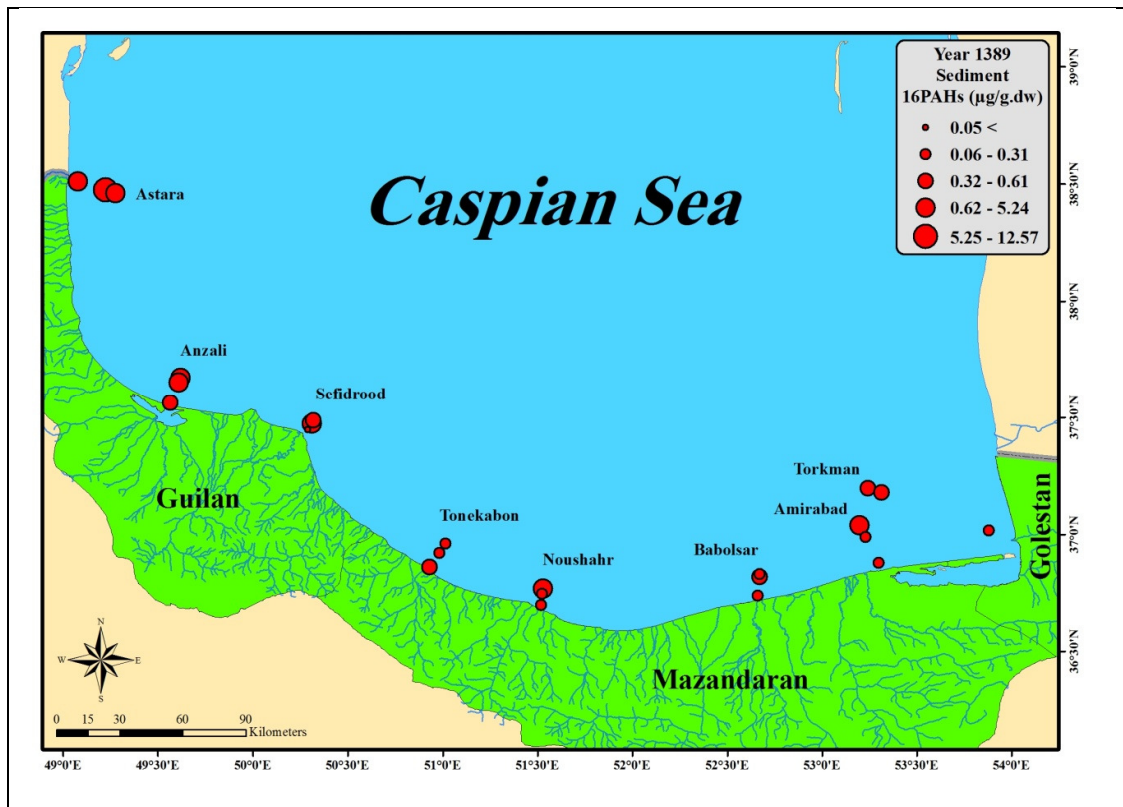 Year 1389
Sediment
16PAHs (µg/g.dw)
0.05 <
0.06 - 0.31
0.32 - 0.61
0.62 - 5.24
5.25 - 12.57
Caspian Sea
Astara
Anzali
Sefidrood
Guilan
Tonekabon
Noushahr
Babolsar
Torkman
Amirabad
Golestan
Mazandaran
N
W
E
S
0 15 30 60 90
Kilometers
39°0'N
38°30'N
38°0'N
37°30'N
37°0'N
36°30'N
49°0'E 49°30'E 50°0'E 50°30'E 51°0'E 51°30'E 52°0'E 52°30'E 53°0'E 53°30'E 54°0'E